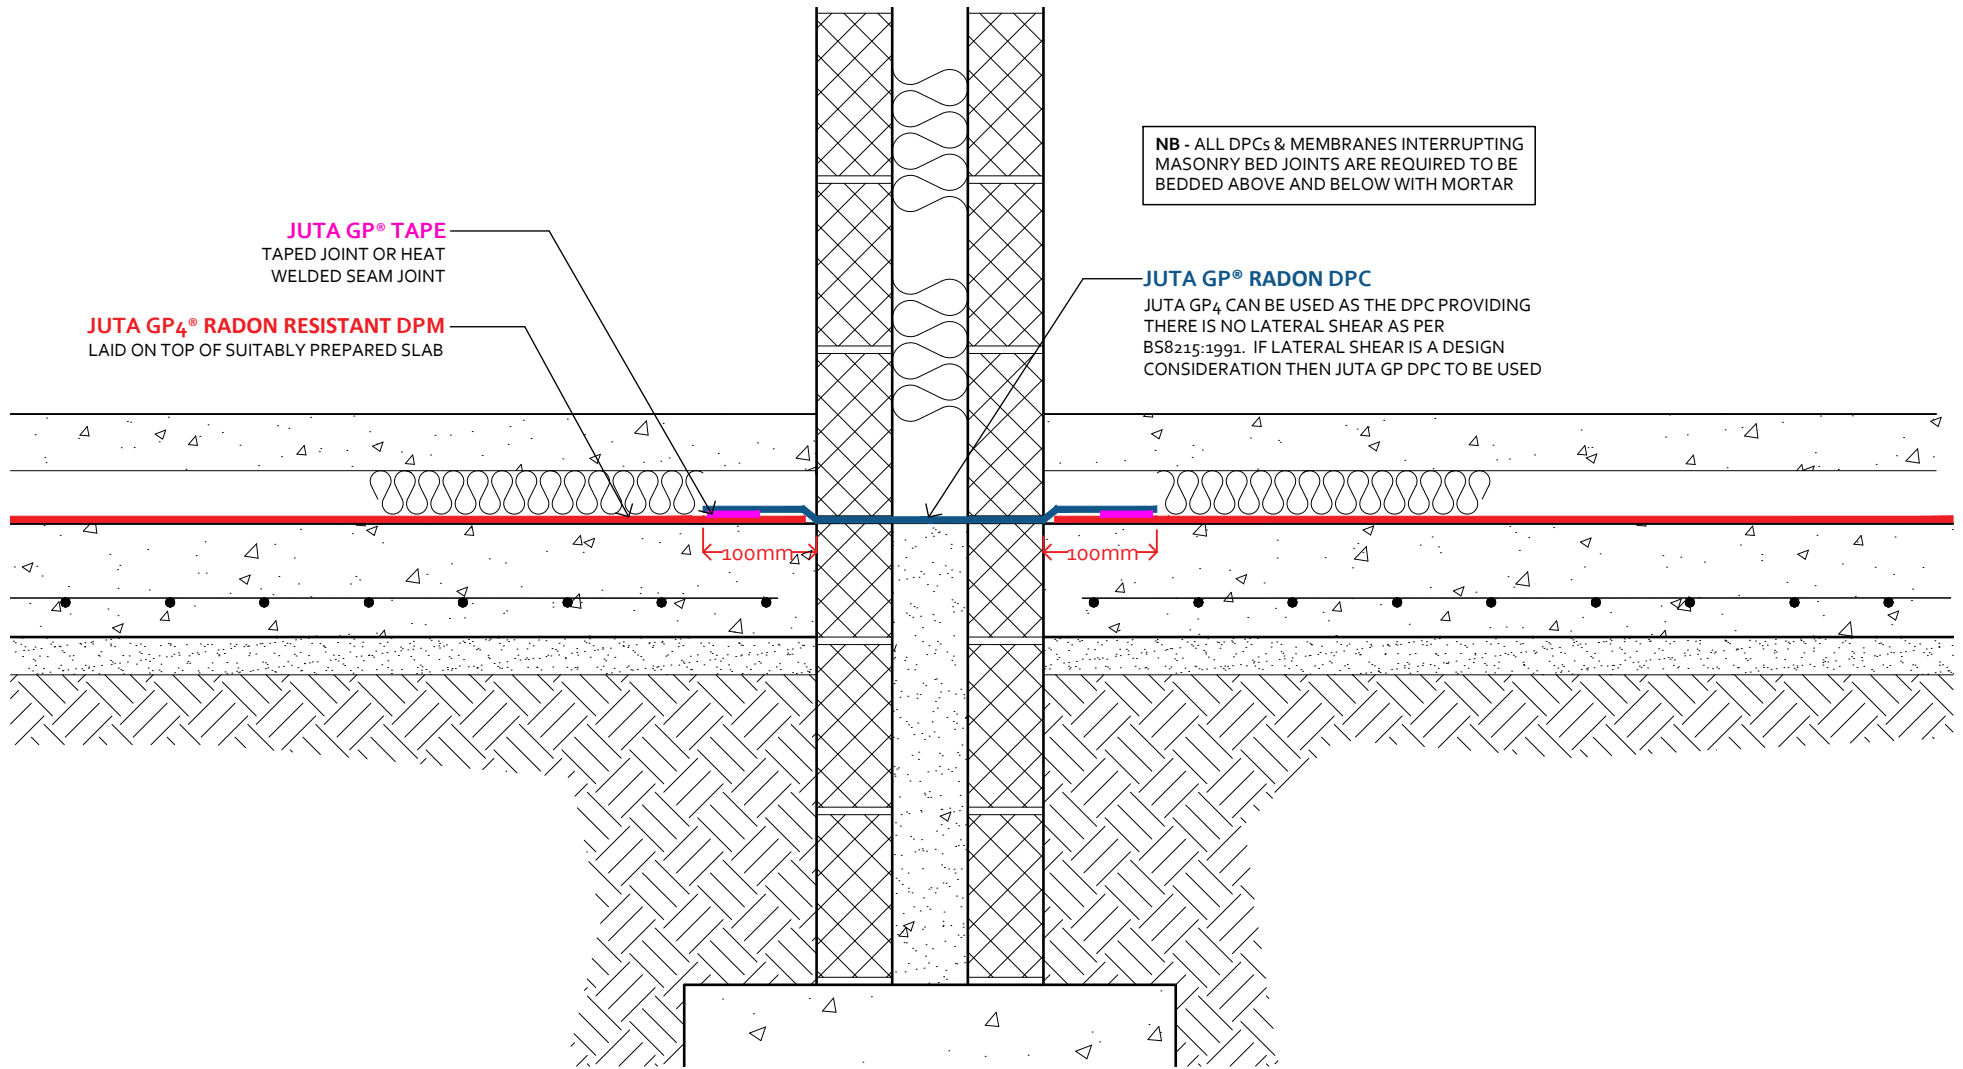 NB - ALL DPCs & MEMBRANES INTERRUPTING
MASONRY BED JOINTS ARE REQUIRED TO BE
BEDDED ABOVE AND BELOW WITH MORTAR
JUTA GP® TAPE
TAPED JOINT OR HEAT
WELDED SEAM JOINT
JUTA GP4® RADON RESISTANT DPM
LAID ON TOP OF SUITABLY PREPARED SLAB
JUTA GP® RADON DPC
JUTA GP4 CAN BE USED AS THE DPC PROVIDING
THERE IS NO LATERAL SHEAR AS PER
BS8215:1991. IF LATERAL SHEAR IS A DESIGN
CONSIDERATION THEN JUTA GP DPC TO BE USED
100mm
100mm